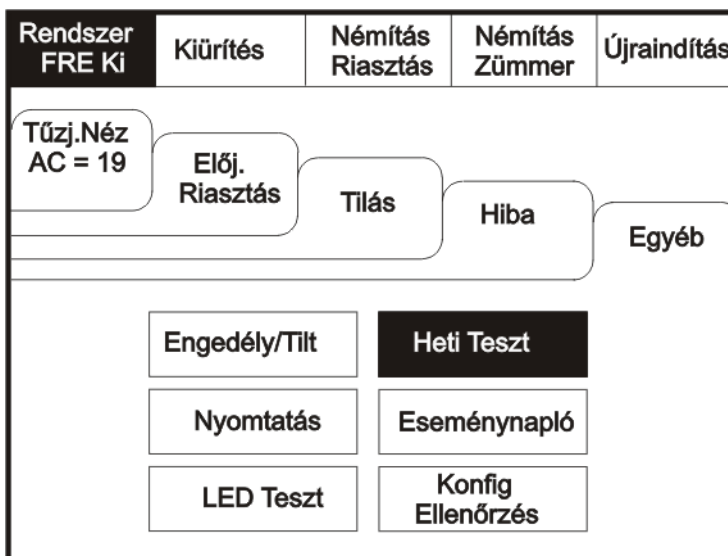 Rendszer
FRE Ki
Kiürítés
Némítás
Riasztás
Némítás
Zümmer
Újraindítás
Tűzj.Néz
AC = 19
Előj.
Riasztás
Tilás
Hiba
Egyéb
Engedély/Tilt
Heti Teszt
Nyomtatás
Eseménynapló
LED Teszt
Konfig
Ellenőrzés